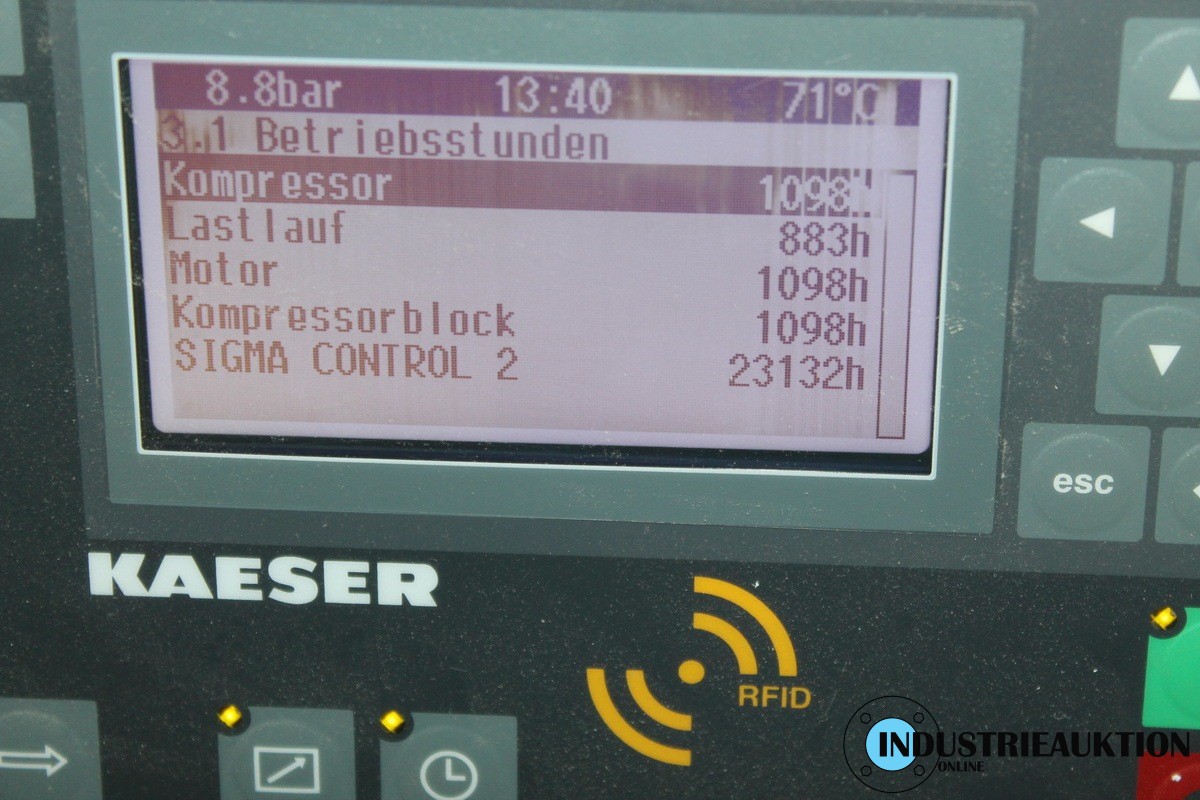 8.8bar 13:40 71°C
3.1 Betriebsstunden
Kompressor 1098h
Lastlauf 883h
Motor 1098h
Kompressorblock 1098h
SIGMA CONTROL 2 23132h
esc
KAESER
RFID
INDUSTRIEAUKTION
ONLINE